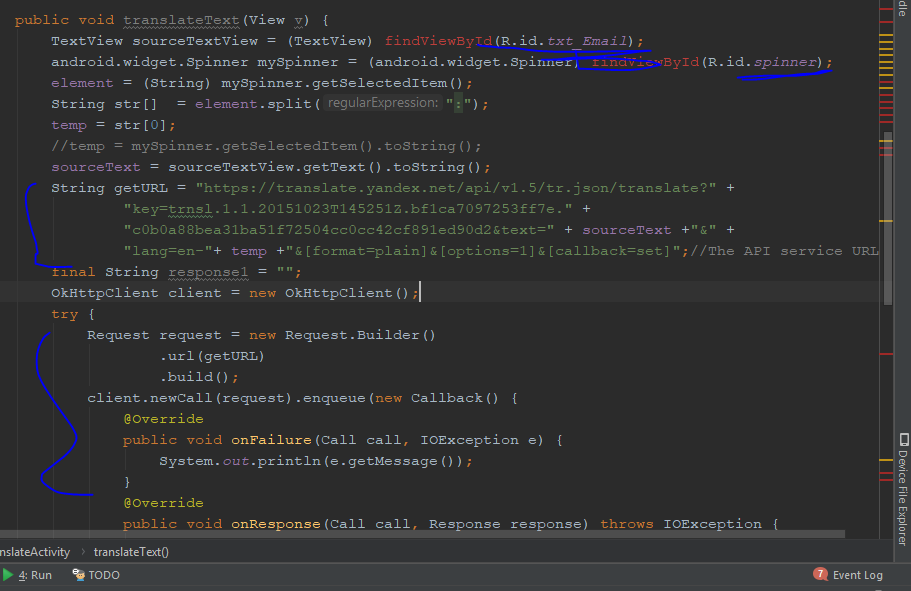 public void translateText(View v) {
TextView sourceTextView = (TextView) findViewById(R.id.txt_Email);
android.widget.Spinner mySpinner = (android.widget.Spinner) findViewById(R.id.spinner);
element = (String) mySpinner.getSelectedItem();
String str[]  = element.split( regularExpression: ":");
temp = str[0];
//temp = mySpinner.getSelectedItem().toString();
sourceText = sourceTextView.getText().toString();
String getURL = "https://translate.yandex.net/api/v1.5/tr.json/translate?" +
"key=trnsl.1.1.20151023T145251Z.bf1ca7097253ff7e." +
"c0b0a88bea31ba51f72504cc0cc42cf891ed90d2&text=" + sourceText +"&" +
"lang=en-"+ temp +"&[format=plain]&[options=1]&[callback=set]";//The API service URL
final String response1 = "";
OkHttpClient client = new OkHttpClient();
try {
Request request = new Request.Builder()
.url(getURL)
.build();
client.newCall(request).enqueue(new Callback() {
@Override
public void onFailure(Call call, IOException e) {
System.out.println(e.getMessage());
}
@Override
public void onResponse(Call call, Response response) throws IOException {
nslateActivity › translateText()
4: Run TODO 7 Event Log
dle
Device File Explorer